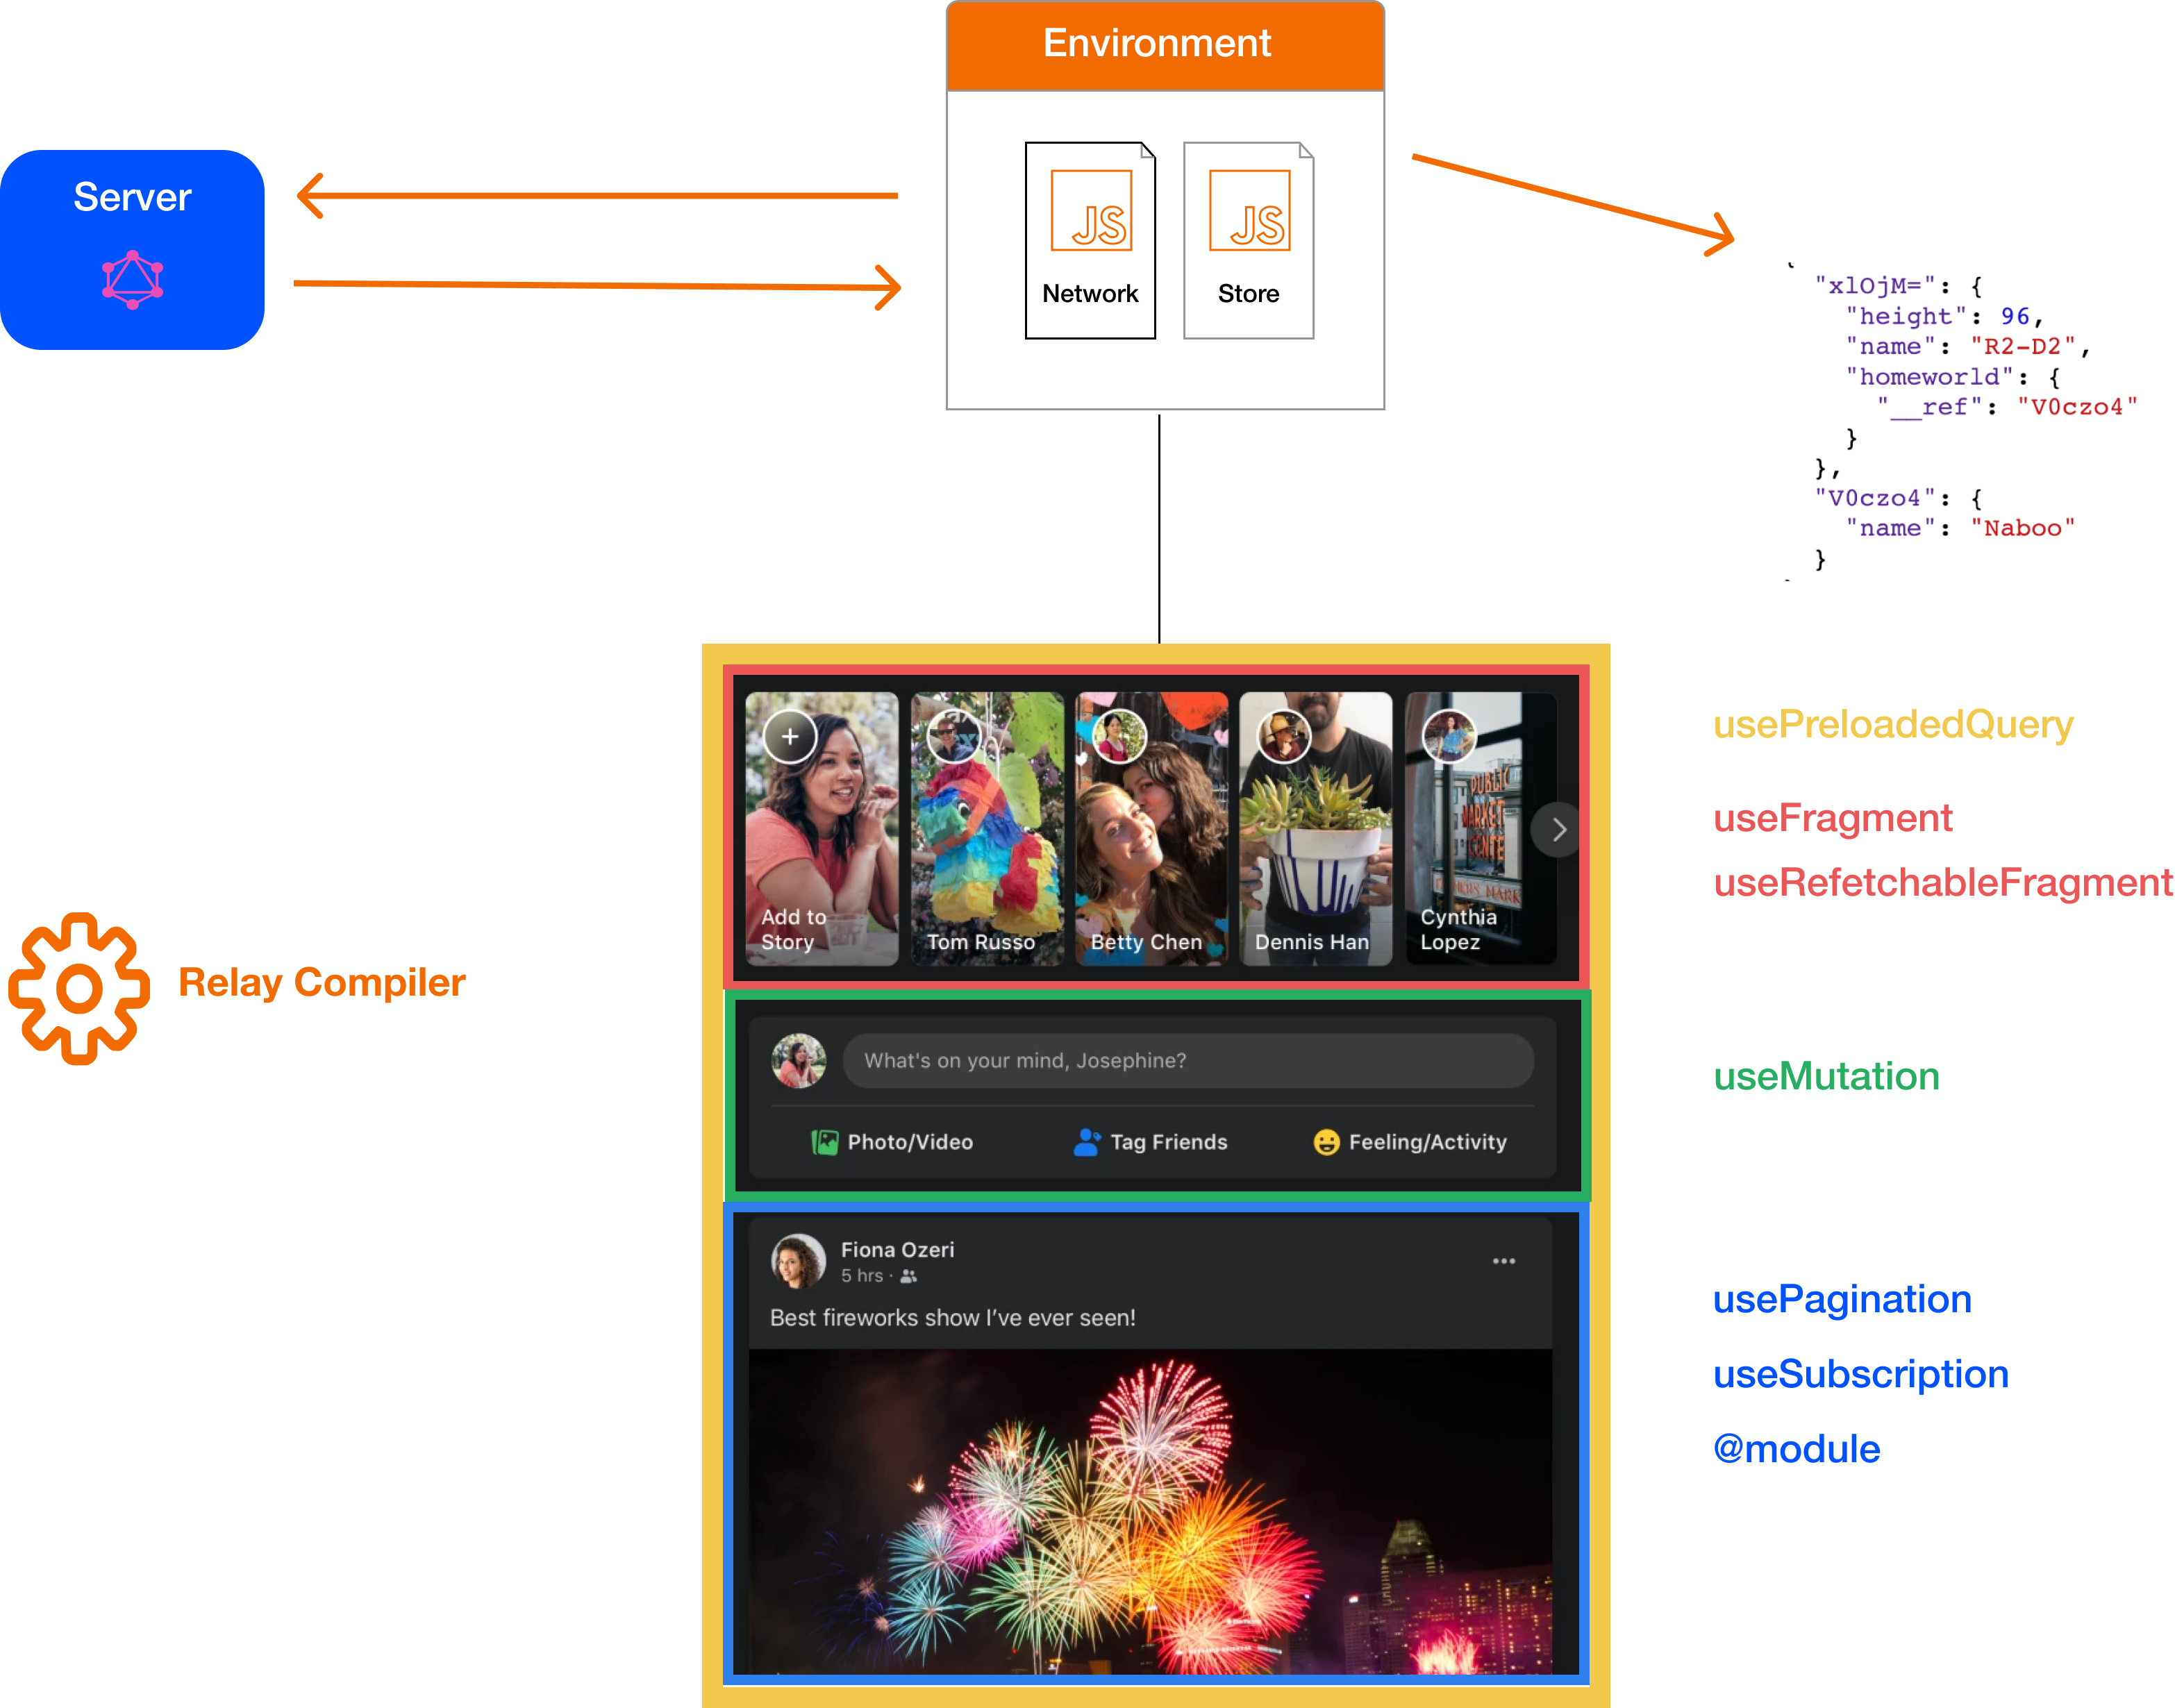 Environment
Server
JS
JS
Network
Store
{
"xlOjM=": {
"height": 96,
"name": "R2-D2",
"homeworld": {
"__ref": "V0czo4"
}
},
"V0czo4": {
"name": "Naboo"
}
usePreloadedQuery
useFragment
useRefetchableFragment
Add to
Story
Tom Russo
Betty Chen
Dennis Han
Cynthia
Lopez
PUBLIC
MARKET
Relay Compiler
What's on your mind, Josephine?
Photo/Video
Tag Friends
Feeling/Activity
useMutation
Fiona Ozeri
5 hrs ·
Best fireworks show I’ve ever seen!
usePagination
useSubscription
@module